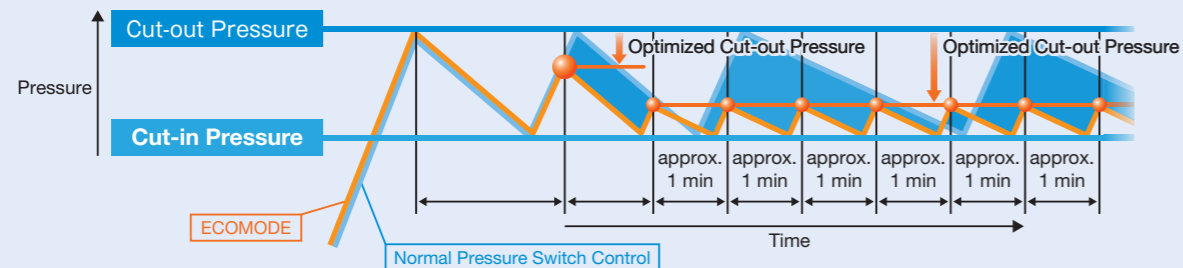 Cut-out Pressure
Optimized Cut-out Pressure
Optimized Cut-out Pressure
Pressure
Cut-in Pressure
approx.
1 min
approx.
1 min
approx.
1 min
approx.
1 min
approx.
1 min
approx.
1 min
ECOMODE
Time
Normal Pressure Switch Control